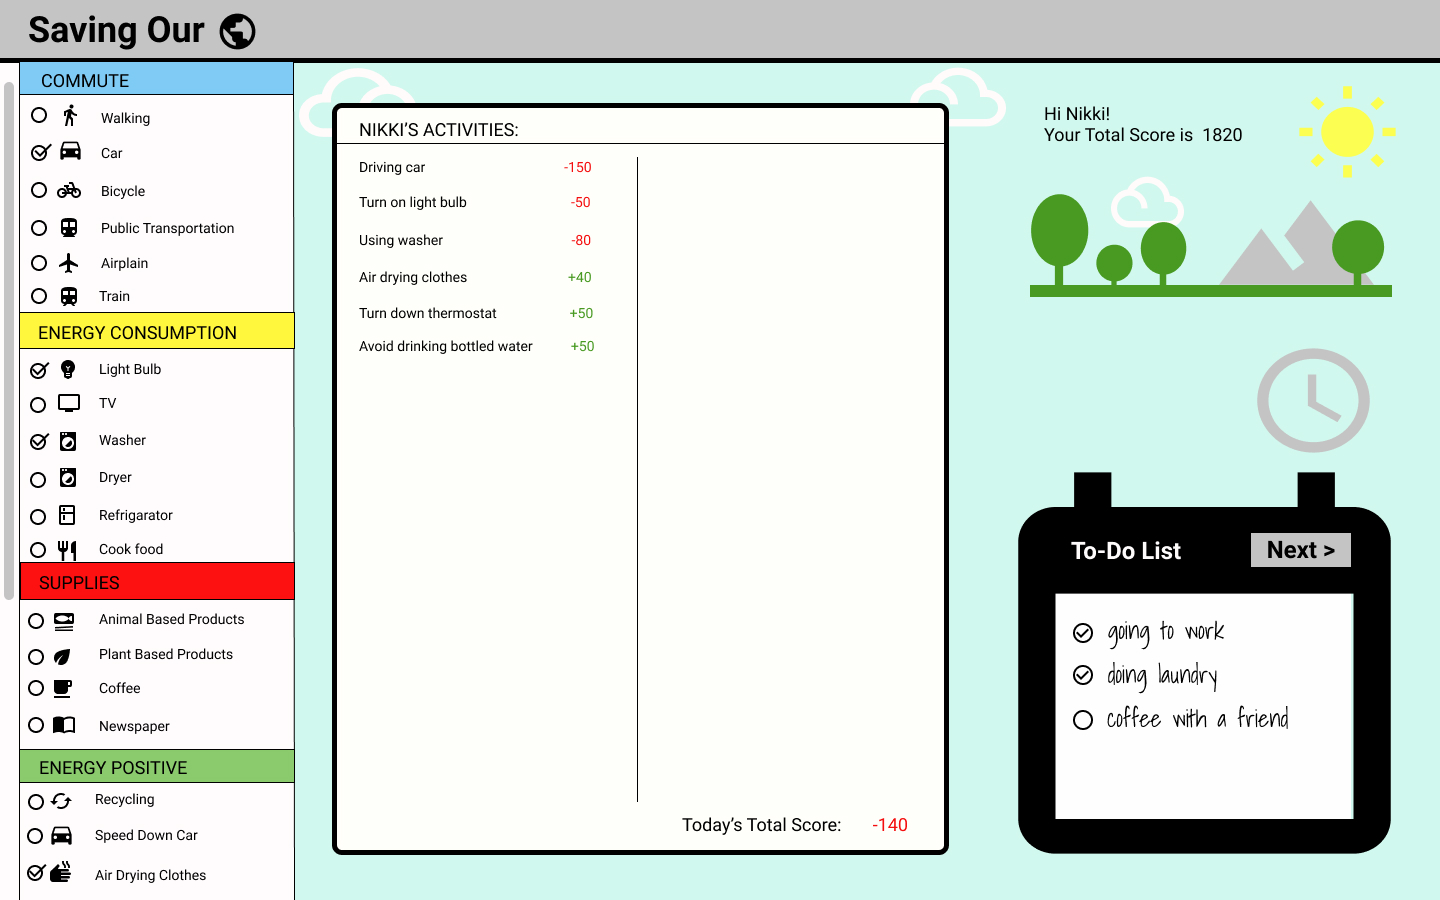 Saving Our
COMMUTE
Walking
Car
Bicycle
Public Transportation
Airplain
Train
ENERGY CONSUMPTION
Light Bulb
TV
Washer
Dryer
Refrigarator
Cook food
SUPPLIES
Animal Based Products
Plant Based Products
Coffee
Newspaper
ENERGY POSITIVE
Recycling
Speed Down Car
Air Drying Clothes
NIKKI'S ACTIVITIES:
Driving car -150
Turn on light bulb -50
Using washer -80
Air drying clothes +40
Turn down thermostat +50
Avoid drinking bottled water +50
Today's Total Score: -140
Hi Nikki!
Your Total Score is 1820
To-Do List
Next >
going to work
doing laundry
coffee with a friend